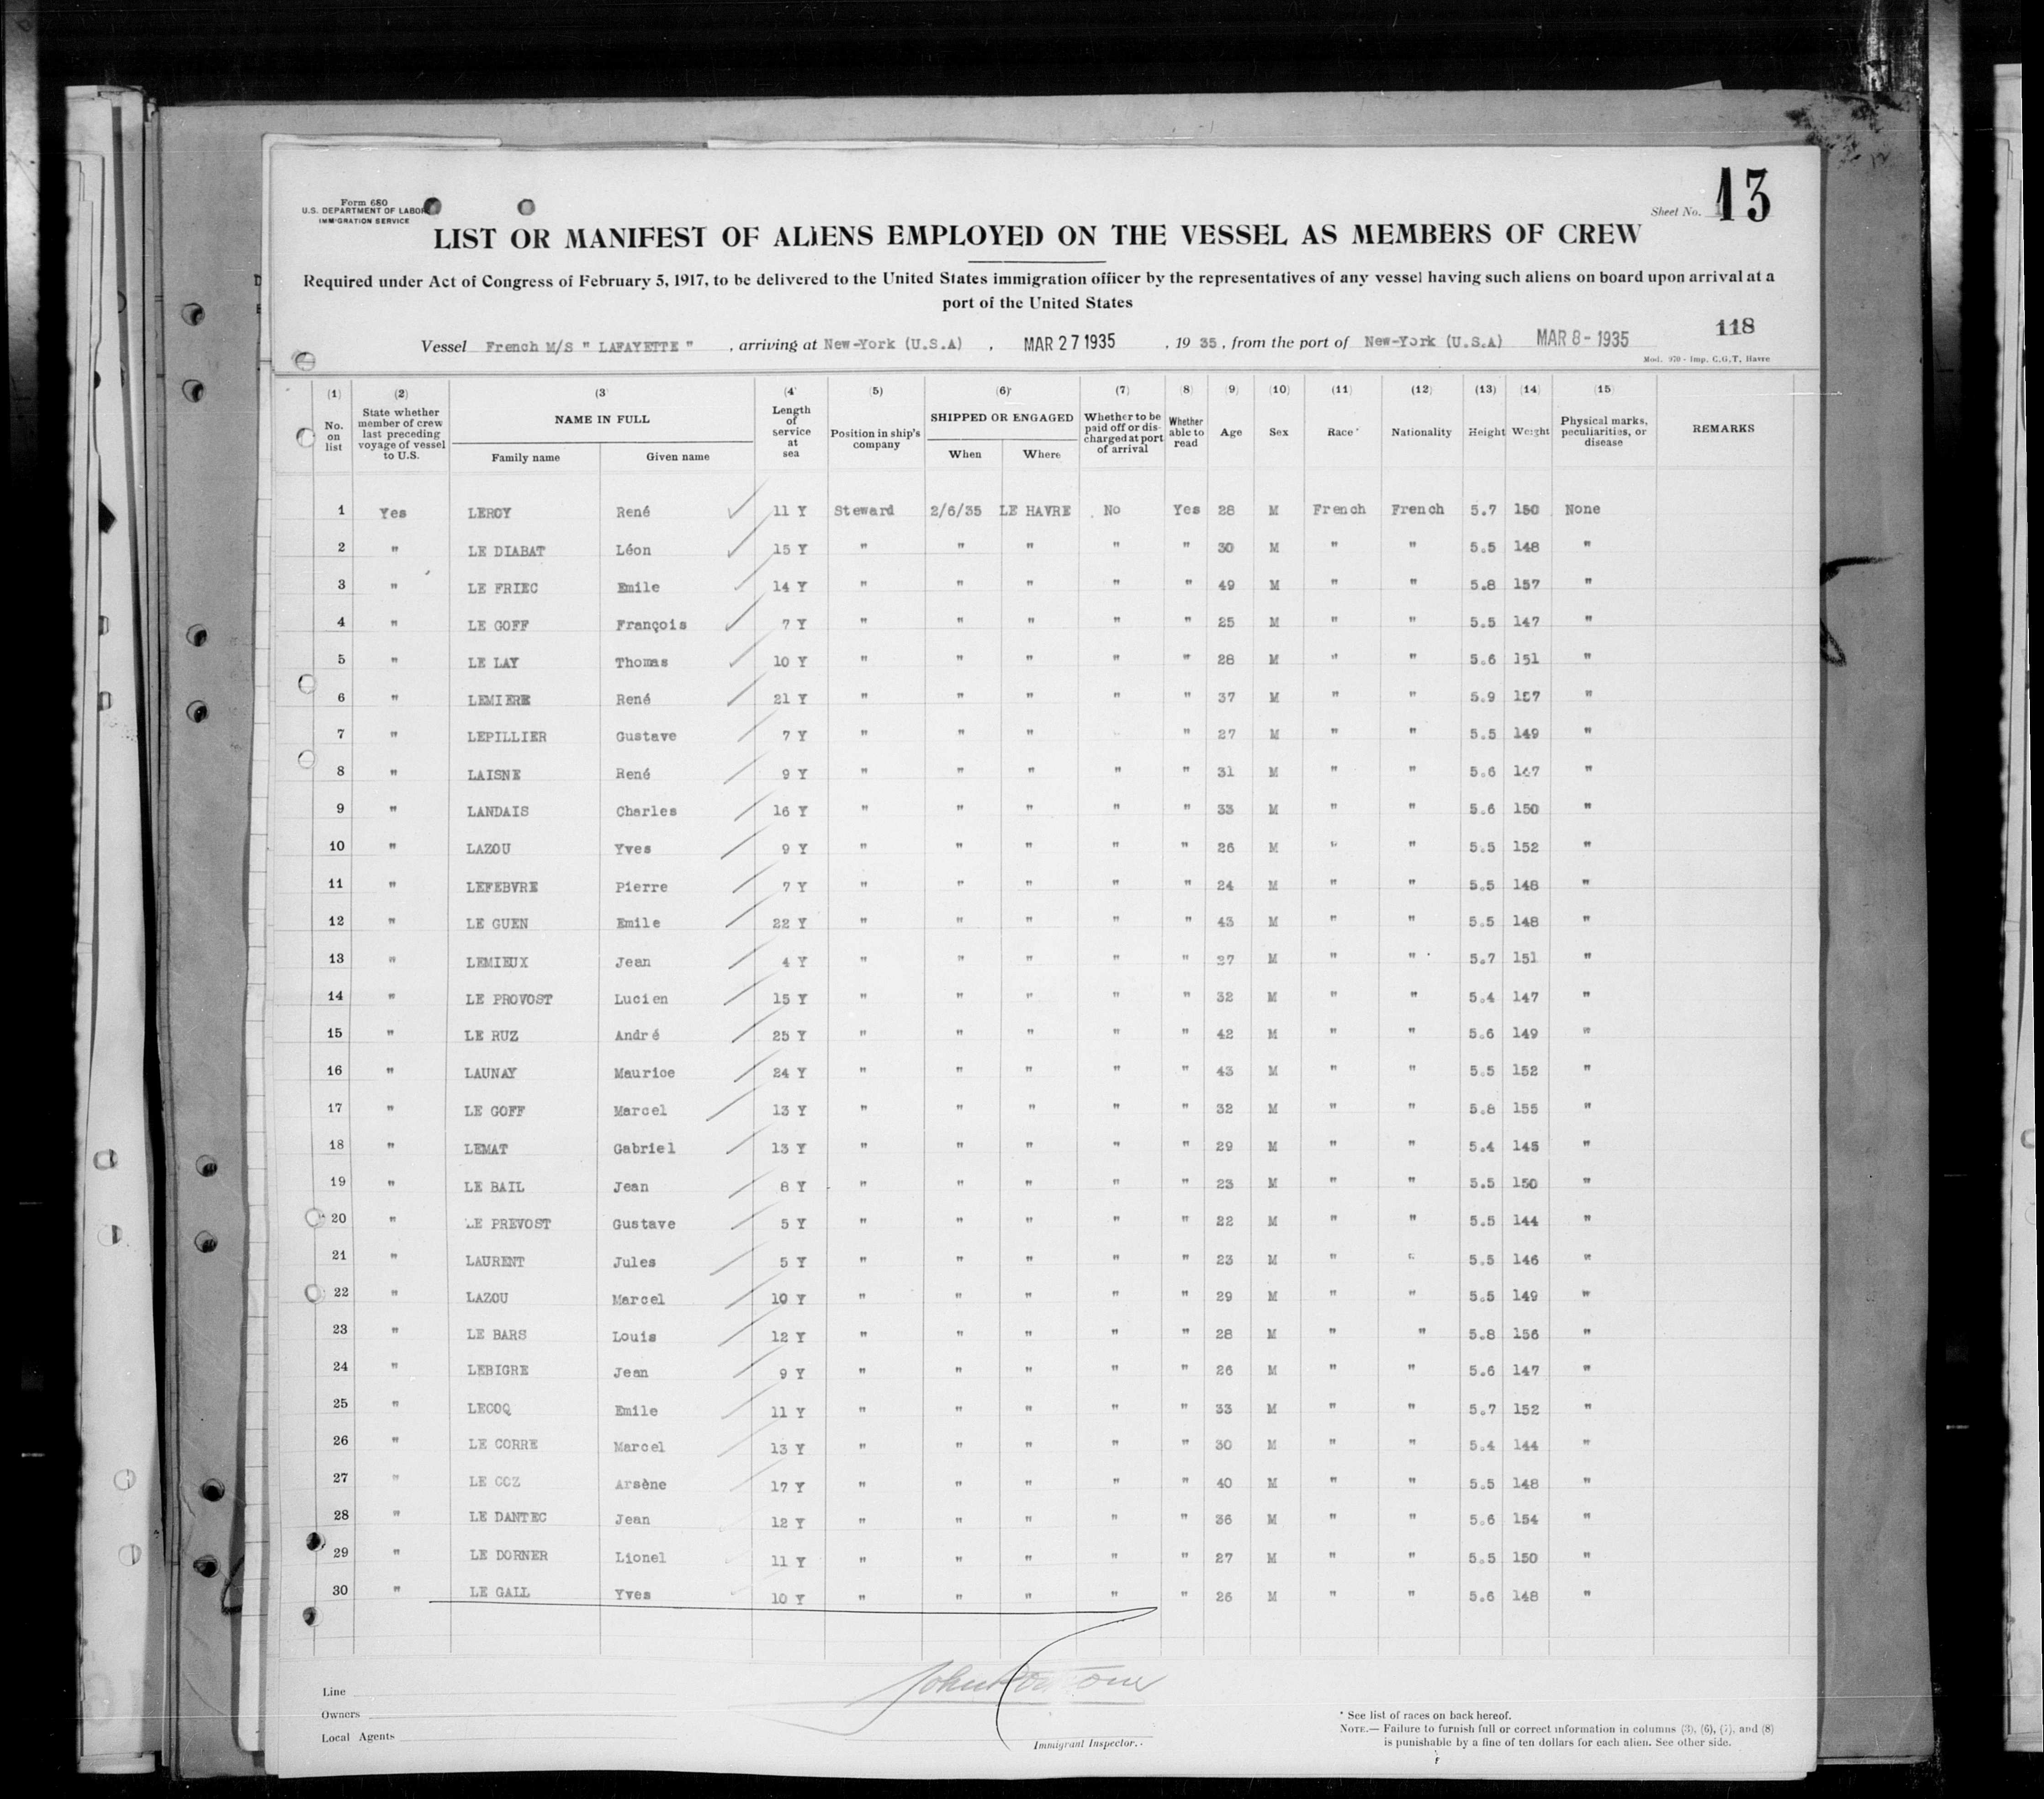 Form 680
U.S. DEPARTMENT OF LABOR
IMMIGRATION SERVICE
Sheet No. 13
LIST OR MANIFEST OF ALIENS EMPLOYED ON THE VESSEL AS MEMBERS OF CREW
Required under Act of Congress of February 5, 1917, to be delivered to the United States immigration officer by the representatives of any vessel having such aliens on board upon arrival at a
port of the United States
118
Vessel French M/S " LAFAYETTE " , arriving at New-York (U.S.A) , MAR 27 1935 , 19 35, from the port of New-York (U.S.A) MAR 8- 1935
Mod. 970 - Imp. C.G.T, Havre
(1) (2) (3) (4) (5) (6) (7) (8) (9) (10) (11) (12) (13) (14) (15)
No. on list State whether member of crew last preceding voyage of vessel to U.S. NAME IN FULL Family name Given name Length of service at sea Position in ship's company SHIPPED OR ENGAGED When Where Whether to be paid off or discharged at port of arrival Whether able to read Age Sex Race* Nationality Height Weight Physical marks, peculiarities, or disease REMARKS
1 Yes LEROY René 11 Y Steward 2/6/35 LE HAVRE No Yes 28 M French French 5.7 150 None
2 " LE DIABAT Léon 15 Y " " " " " 30 M " " 5.5 148 "
3 " LE FRIEC Emile 14 Y " " " " " 49 M " " 5.8 157 "
4 " LE GOFF François 7 Y " " " " " 25 M " " 5.5 147 "
5 " LE LAY Thomas 10 Y " " " " " 28 M " " 5.6 151 "
6 " LEMIERE René 21 Y " " " " " 37 M " " 5.9 157 "
7 " LEPILLIER Gustave 7 Y " " " " 27 M " " 5.5 149 "
8 " LAISNE René 9 Y " " " " " 31 M " " 5.6 147 "
9 " LANDAIS Charles 16 Y " " " " " 33 M " " 5.6 150 "
10 " LAZOU Yves 9 Y " " " " " 26 M " " 5.5 152 "
11 " LEFEBVRE Pierre 7 Y " " " " " 24 M " " 5.5 148 "
12 " LE GUEN Emile 22 Y " " " " " 43 M " " 5.5 148 "
13 " LEMIEUX Jean 4 Y " " " " " 27 M " " 5.7 151 "
14 " LE PROVOST Lucien 15 Y " " " " " 32 M " " 5.4 147 "
15 " LE RUZ André 25 Y " " " " " 42 M " " 5.6 149 "
16 " LAUNAY Maurice 24 Y " " " " " 43 M " " 5.5 152 "
17 " LE GOFF Marcel 13 Y " " " " " 32 M " " 5.8 155 "
18 " LEMAT Gabriel 13 Y " " " " " 29 M " " 5.4 145 "
19 " LE BAIL Jean 8 Y " " " " " 23 M " " 5.5 150 "
20 " LE PREVOST Gustave 5 Y " " " " " 22 M " " 5.5 144 "
21 " LAURENT Jules 5 Y " " " " " 23 M " " 5.5 146 "
22 " LAZOU Marcel 10 Y " " " " " 29 M " " 5.5 149 "
23 " LE BARS Louis 12 Y " " " " " 28 M " " 5.8 156 "
24 " LEBIGRE Jean 9 Y " " " " " 26 M " " 5.6 147 "
25 " LECOQ Emile 11 Y " " " " " 33 M " " 5.7 152 "
26 " LE CORRE Marcel 13 Y " " " " " 30 M " " 5.4 144 "
27 " LE COZ Arsène 17 Y " " " " " 40 M " " 5.5 148 "
28 " LE DANTEC Jean 12 Y " " " " " 36 M " " 5.6 154 "
29 " LE DORNER Lionel 11 Y " " " " " 27 M " " 5.5 150 "
30 " LE GALL Yves 10 Y " " " " " 26 M " " 5.6 148 "
Line
Owners
Local Agents
John
Immigrant Inspector.
* See list of races on back hereof.
NOTE.— Failure to furnish full or correct information in columns (3), (6), (7), and (8)
is punishable by a fine of ten dollars for each alien. See other side.